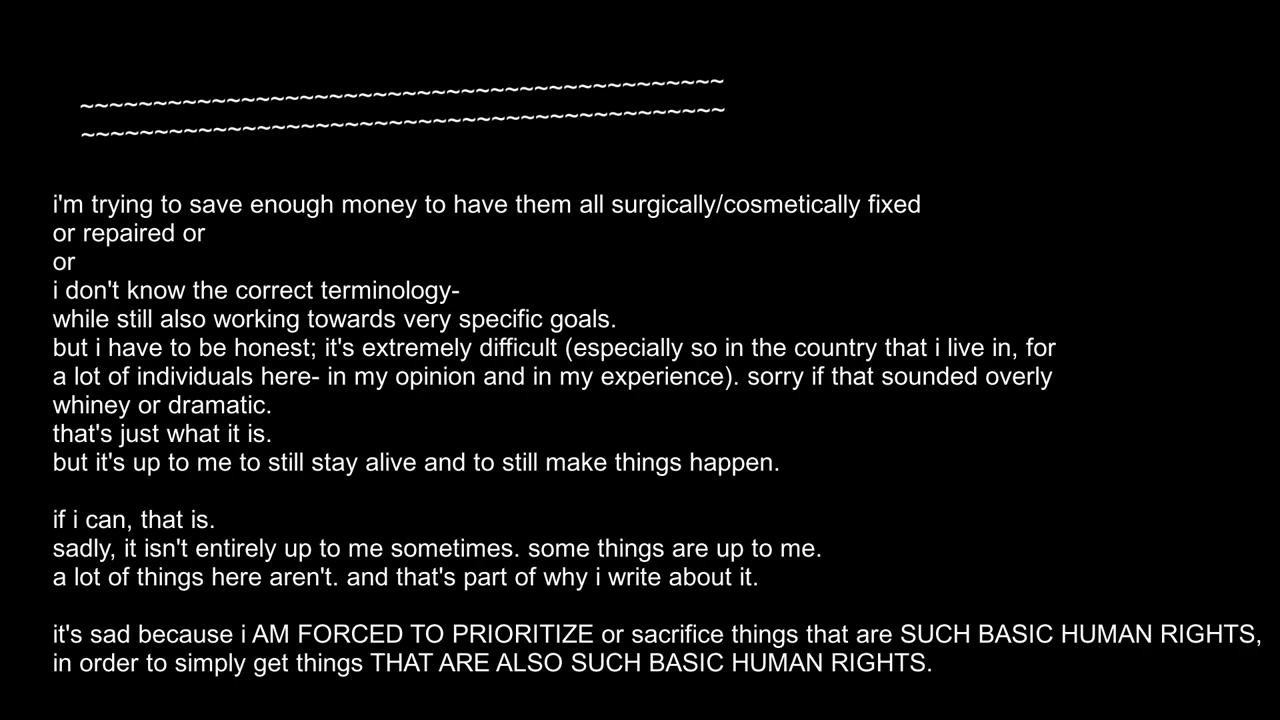 ~~~~~~~~~~~~~~~~~~~~~~~~~~~~~~~~~~~~~~~~~~~~
~~~~~~~~~~~~~~~~~~~~~~~~~~~~~~~~~~~~~~~~~~~~
i'm trying to save enough money to have them all surgically/cosmetically fixed
or repaired or
or
i don't know the correct terminology-
while still also working towards very specific goals.
but i have to be honest; it's extremely difficult (especially so in the country that i live in, for
a lot of individuals here- in my opinion and in my experience). sorry if that sounded overly
whiney or dramatic.
that's just what it is.
but it's up to me to still stay alive and to still make things happen.
if i can, that is.
sadly, it isn't entirely up to me sometimes. some things are up to me.
a lot of things here aren't. and that's part of why i write about it.
it's sad because i AM FORCED TO PRIORITIZE or sacrifice things that are SUCH BASIC HUMAN RIGHTS,
in order to simply get things THAT ARE ALSO SUCH BASIC HUMAN RIGHTS.